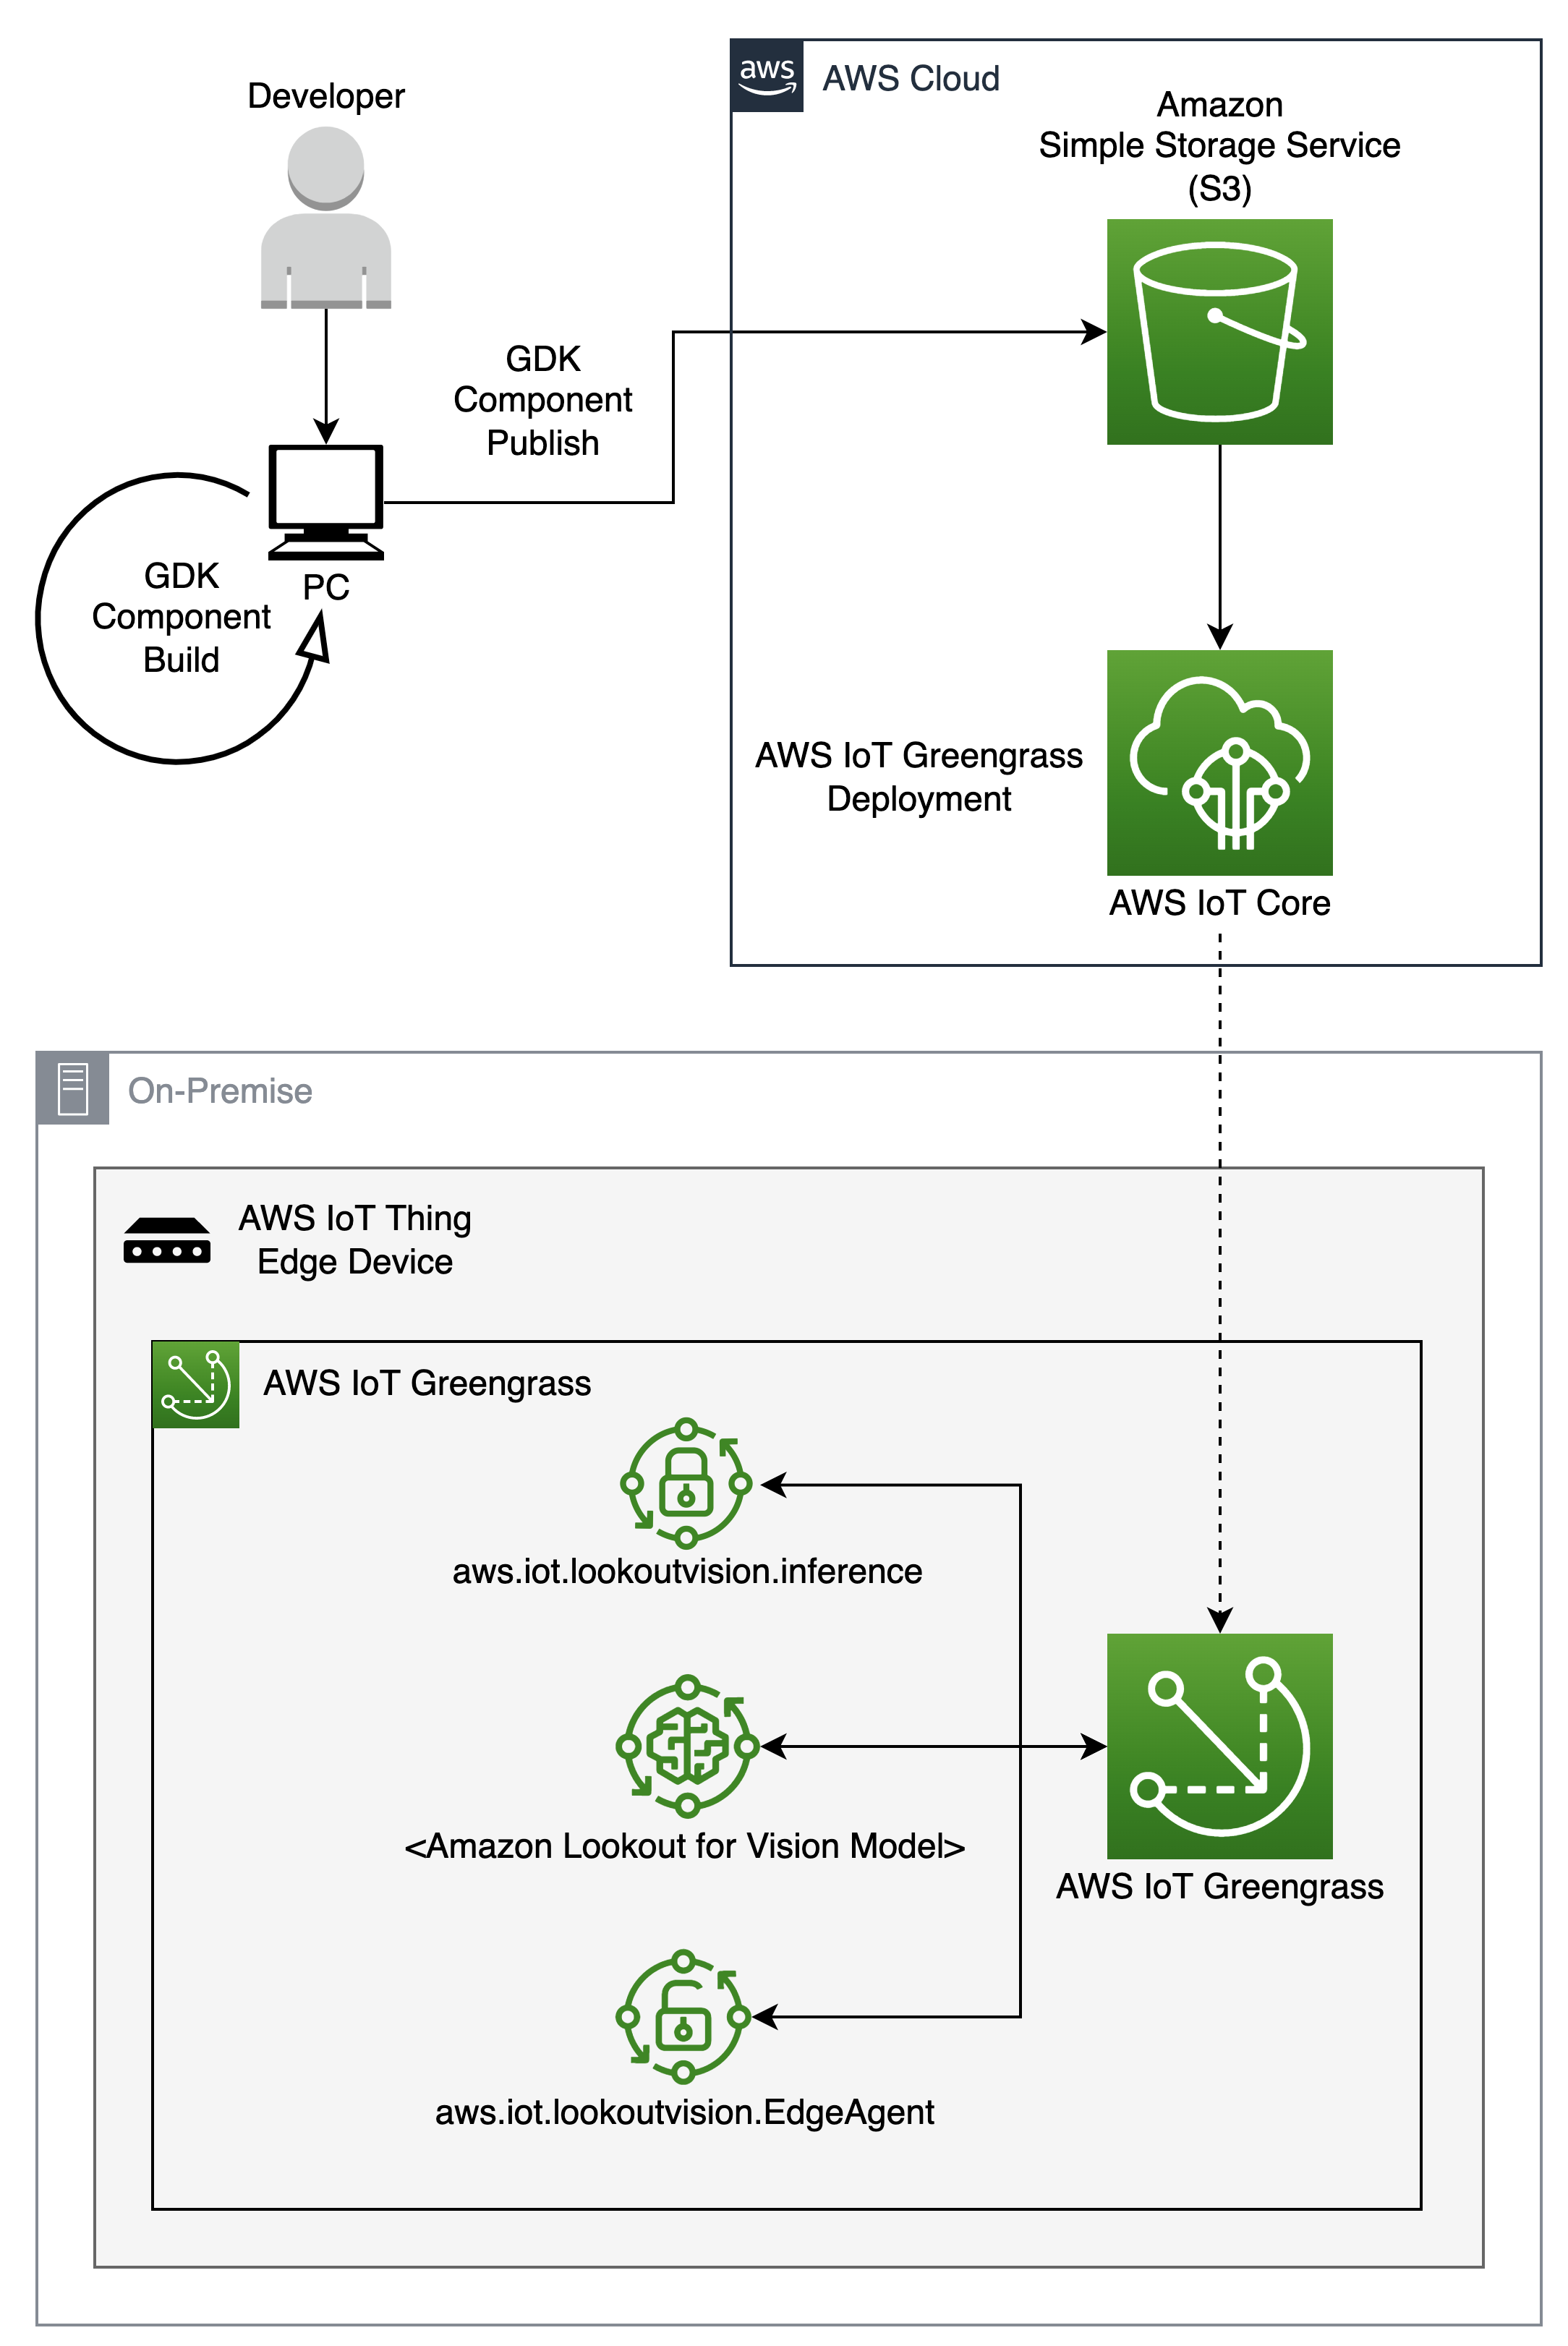 Developer
aws
AWS Cloud
Amazon
Simple Storage Service
(S3)
GDK
Component
Publish
PC
GDK
Component
Build
AWS IoT Greengrass
Deployment
AWS IoT Core
On-Premise
AWS IoT Thing
Edge Device
AWS IoT Greengrass
aws.iot.lookoutvision.inference
<Amazon Lookout for Vision Model>
AWS IoT Greengrass
aws.iot.lookoutvision.EdgeAgent